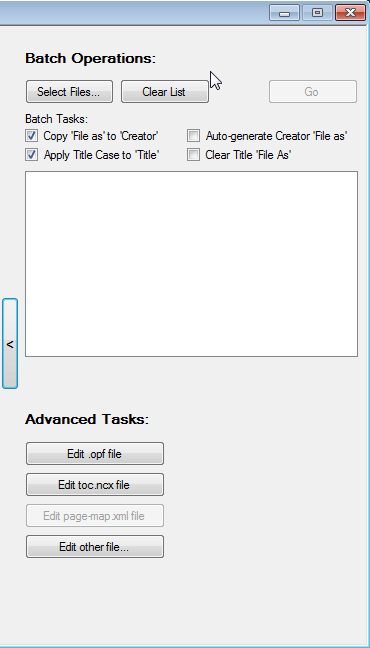 Batch Operations:
Select Files... Clear List Go
Batch Tasks:
Copy 'File as' to 'Creator' Auto-generate Creator 'File as'
Apply Title Case to 'Title' Clear Title 'File As'
<
Advanced Tasks:
Edit .opf file
Edit toc.ncx file
Edit page-map.xml file
Edit other file...